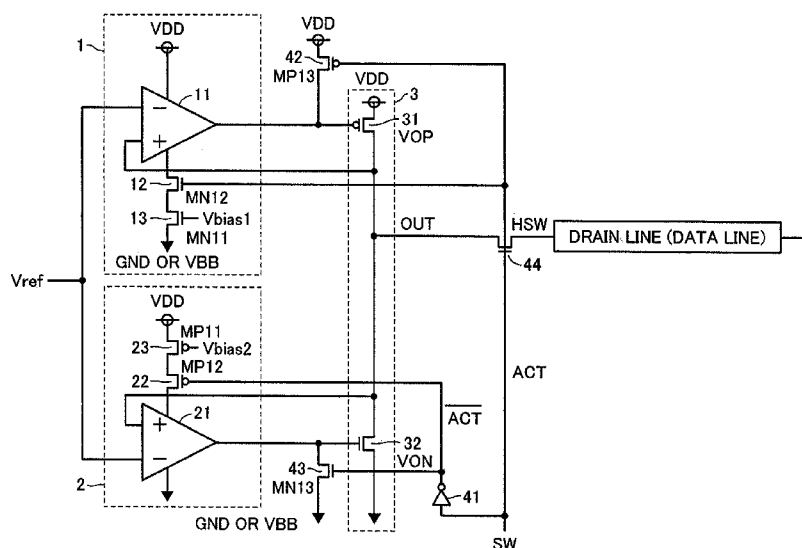 VDD
VDD
1
42
MP13
VDD
3
11
31
VOP
12
MN12
13
Vbias1
MN11
GND OR VBB
OUT
HSW
DRAIN LINE (DATA LINE)
44
Vref
VDD
MP11
23
Vbias2
MP12
22
ACT
ACT
21
32
VON
43
MN13
41
2
GND OR VBB
SW